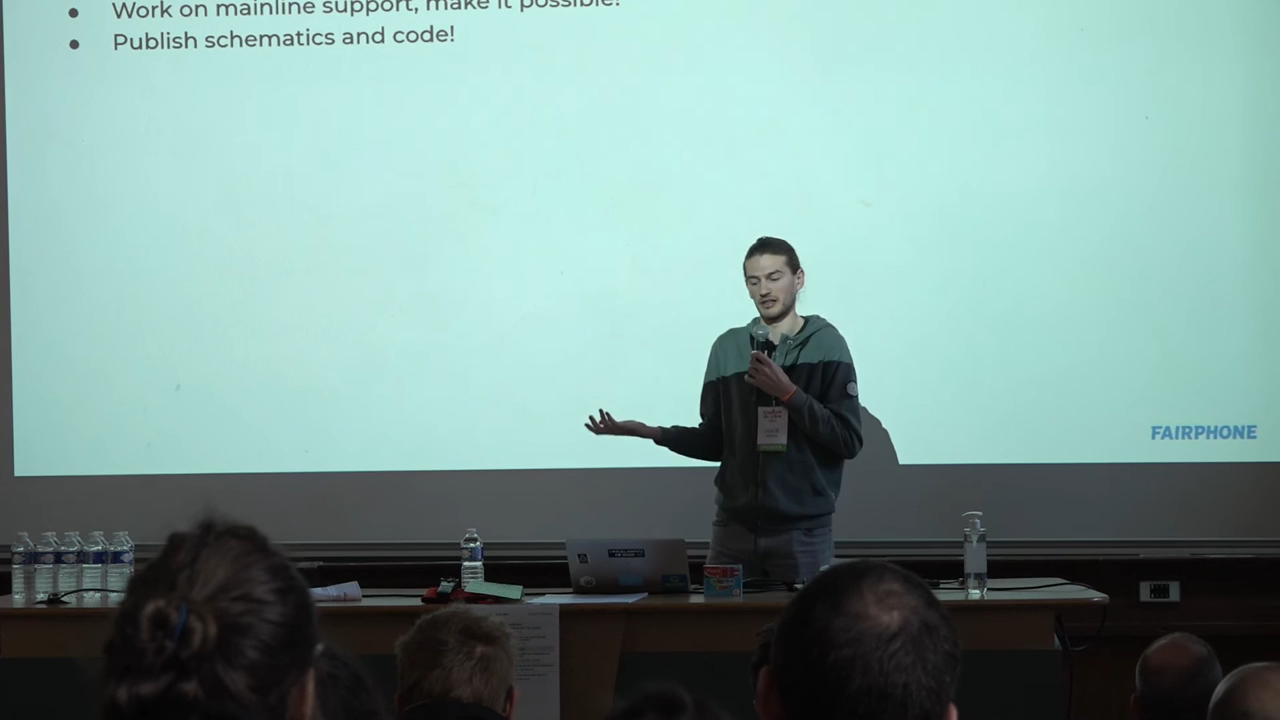 Work on mainline support, make it possible!
Publish schematics and code!
FAIRPHONE